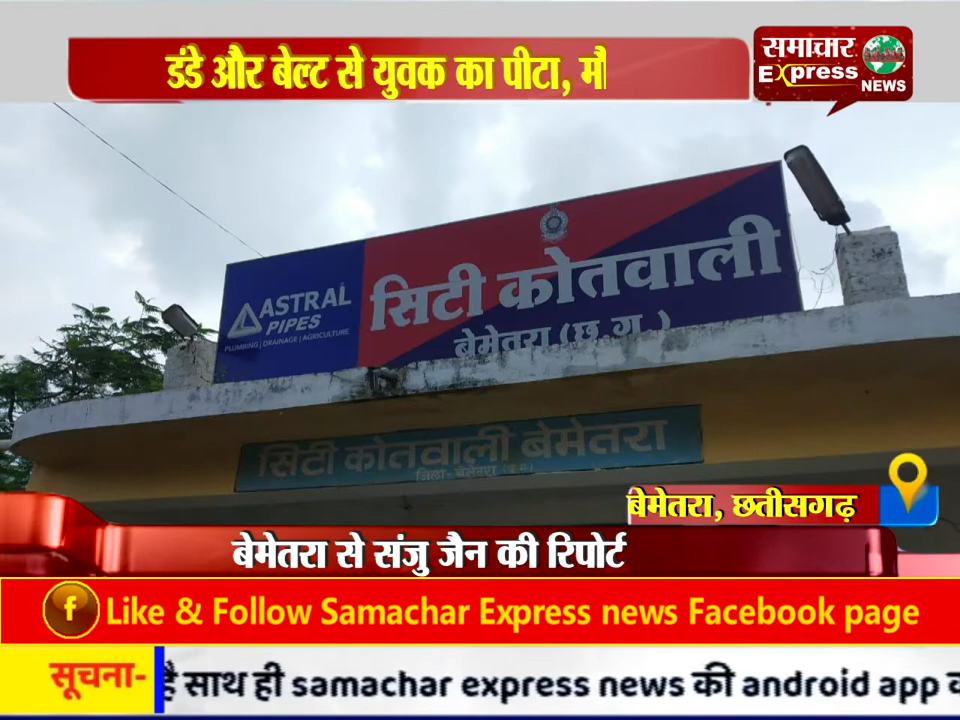 डंडे और बेल्ट से युवक का पीटा,
समाचार
Express
NEWS
ASTRAL
PIPES
PLUMBING | DRAINAGE | AGRICULTURE
सिटी कोतवाली
बेमेतरा (छ.ग.)
सिटी कोतवाली बेमेतरा
जिला - बेमेतरा (छ.ग.)
बेमेतरा, छतीसगढ़
बेमेतरा से संजु जैन की रिपोर्ट
f Like & Follow Samachar Express news Facebook page
सूचना- है साथ ही samachar express news की android app